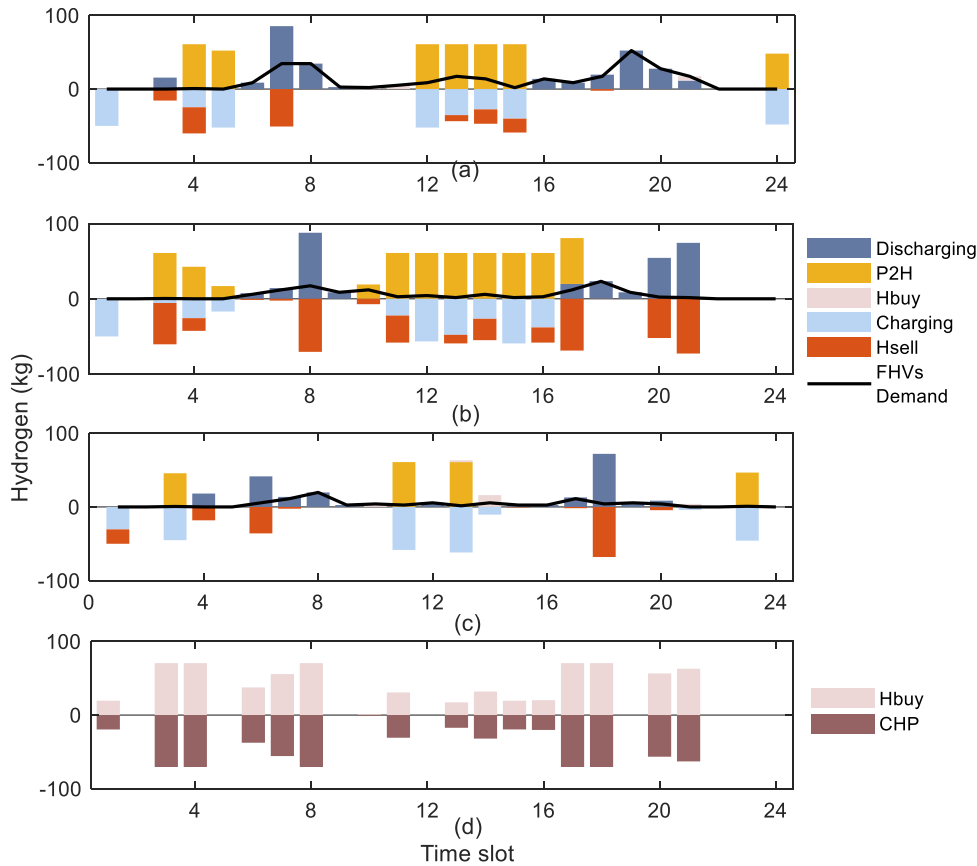 100
0
-100
4 8 12 16 20 24
(a)
100
0
-100
4 8 12 16 20 24
(b)
Discharging
P2H
Hbuy
Charging
Hsell
FHVs
Demand
Hydrogen (kg)
100
0
-100
0 4 8 12 16 20 24
(c)
100
0
-100
4 8 12 16 20 24
(d)
Hbuy
CHP
Time slot